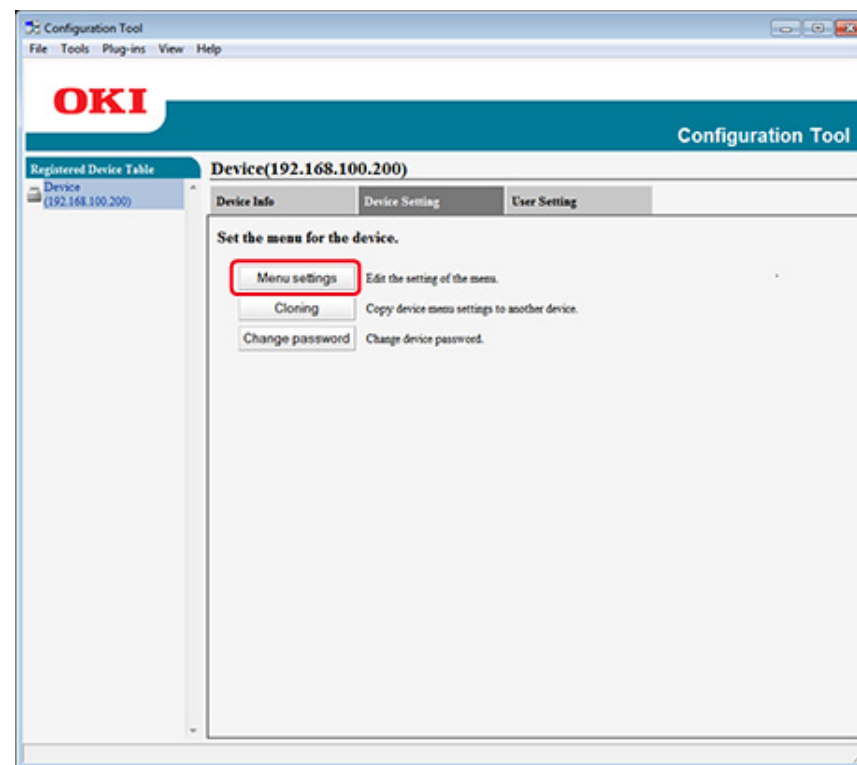 Configuration Tool
File Tools Plug-ins View Help
OKI
Configuration Tool
Registered Device Table
Device
(192.168.100.200)
Device(192.168.100.200)
Device Info Device Setting User Setting
Set the menu for the device.
Menu settings Edit the setting of the menu.
Cloning Copy device menu settings to another device.
Change password Change device password.